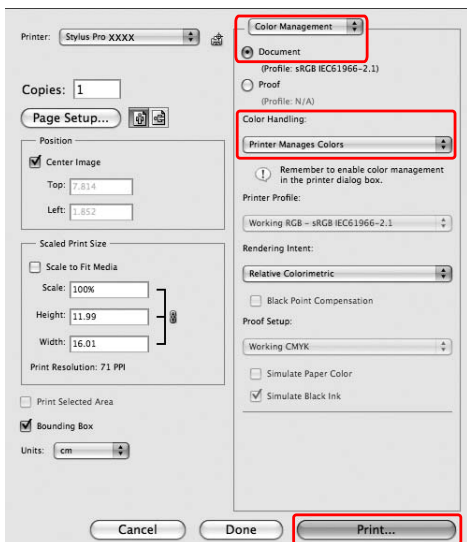 Printer: Stylus Pro XXXX
Copies: 1
Page Setup...
Position
Center Image
Top: 7.814
Left: 1.852
Scaled Print Size
Scale to Fit Media
Scale: 100%
Height: 11.99
Width: 16.01
Print Resolution: 71 PPI
Print Selected Area
Bounding Box
Units: cm
Color Management
Document
(Profile: sRGB IEC61966-2.1)
Proof
(Profile: N/A)
Color Handling:
Printer Manages Colors
Remember to enable color management
in the printer dialog box.
Printer Profile:
Working RGB - sRGB IEC61966-2.1
Rendering Intent:
Relative Colorimetric
Black Point Compensation
Proof Setup:
Working CMYK
Simulate Paper Color
Simulate Black Ink
Cancel
Done
Print...